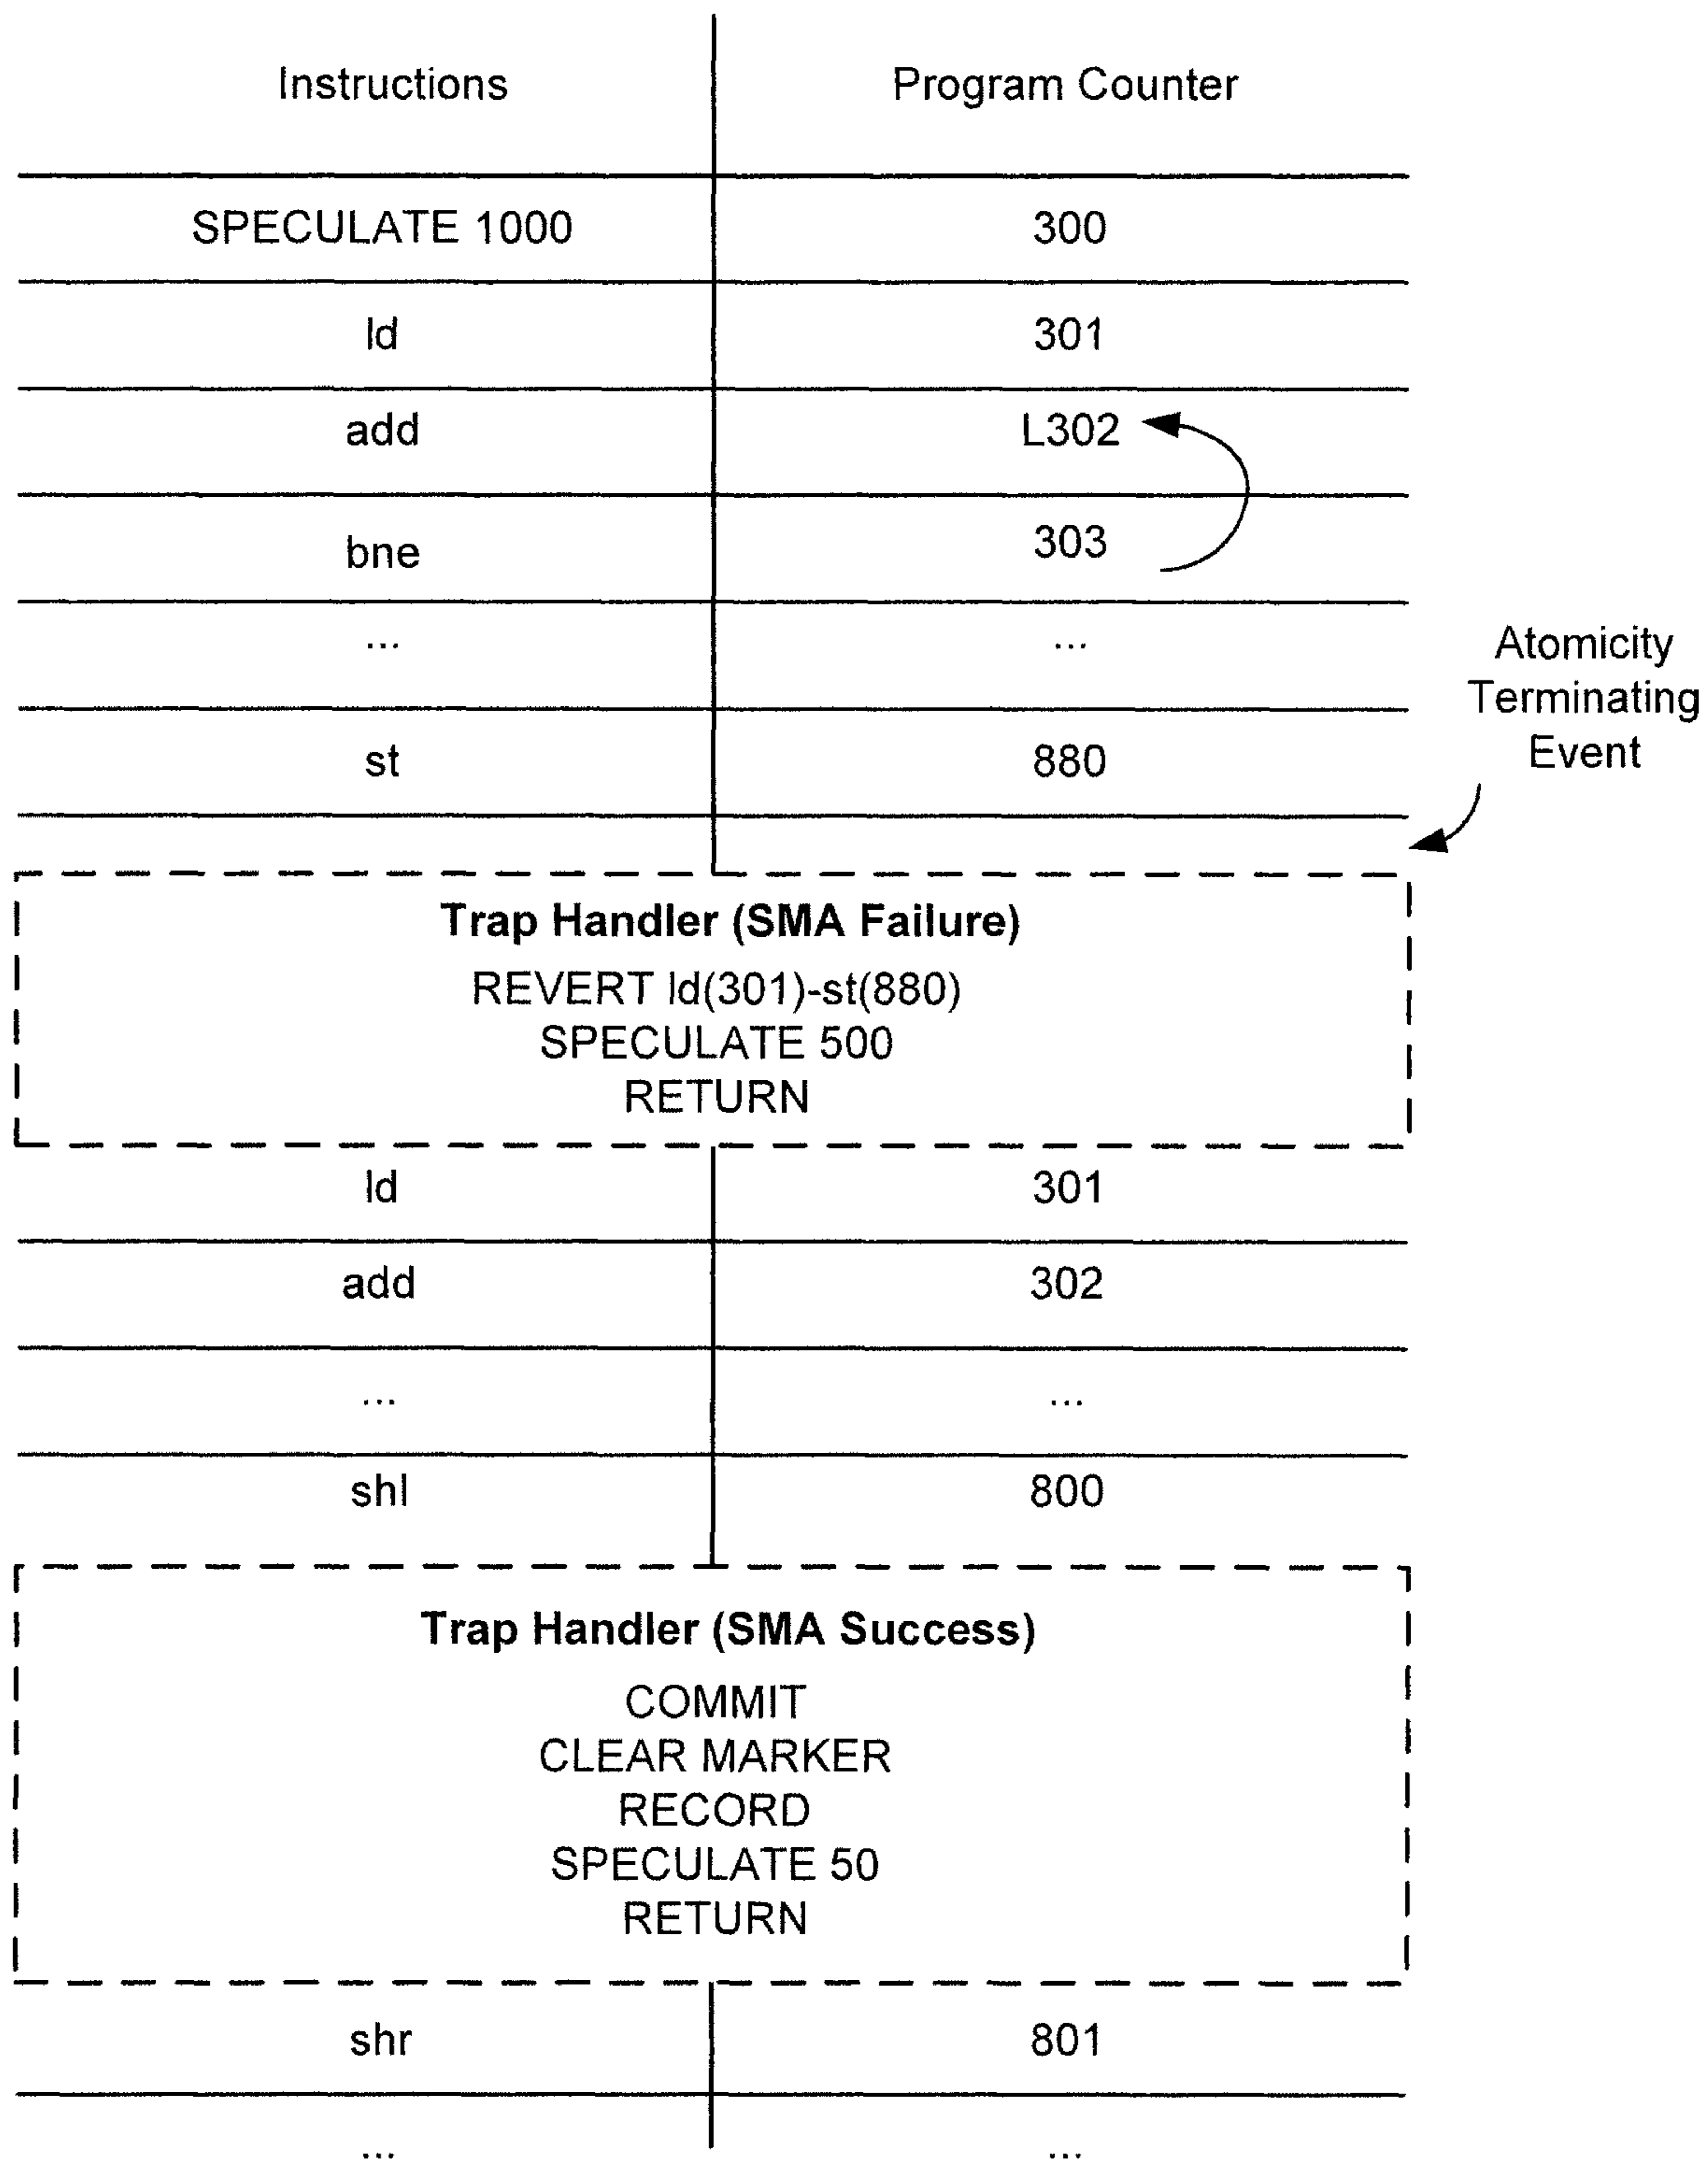 Instructions Program Counter
SPECULATE 1000 300
ld 301
add L302
bne 303
... ...
st 880
Atomicity
Terminating
Event
Trap Handler (SMA Failure)
REVERT ld(301)-st(880)
SPECULATE 500
RETURN
ld 301
add 302
... ...
shl 800
Trap Handler (SMA Success)
COMMIT
CLEAR MARKER
RECORD
SPECULATE 50
RETURN
shr 801
... ...